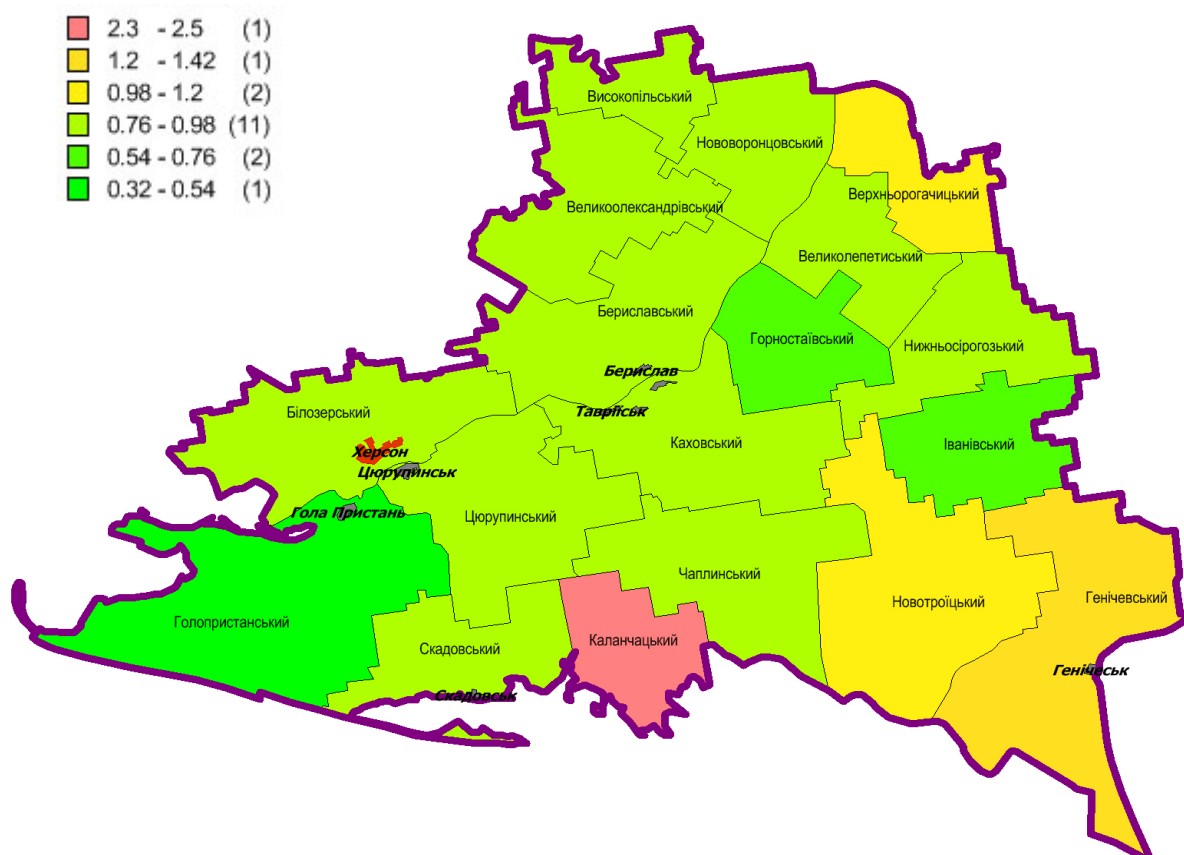 2.3 - 2.5 (1)
1.2 - 1.42 (1)
0.98 - 1.2 (2)
0.76 - 0.98 (11)
0.54 - 0.76 (2)
0.32 - 0.54 (1)
Високопільський
Нововоронцовський
Верхньорогачицький
Великоолександрівський
Великолепетиський
Бериславський
Горностаївський
Нижньосірогозький
Берислав
Білозерський
Таврійськ
Каховський
Іванівський
Херсон
Цюрупинськ
Гола Пристань
Цюрупинський
Чаплинський
Новотроїцький
Генічевський
Голопристанський
Скадовський
Каланчацький
Генічеськ
Скадовськ